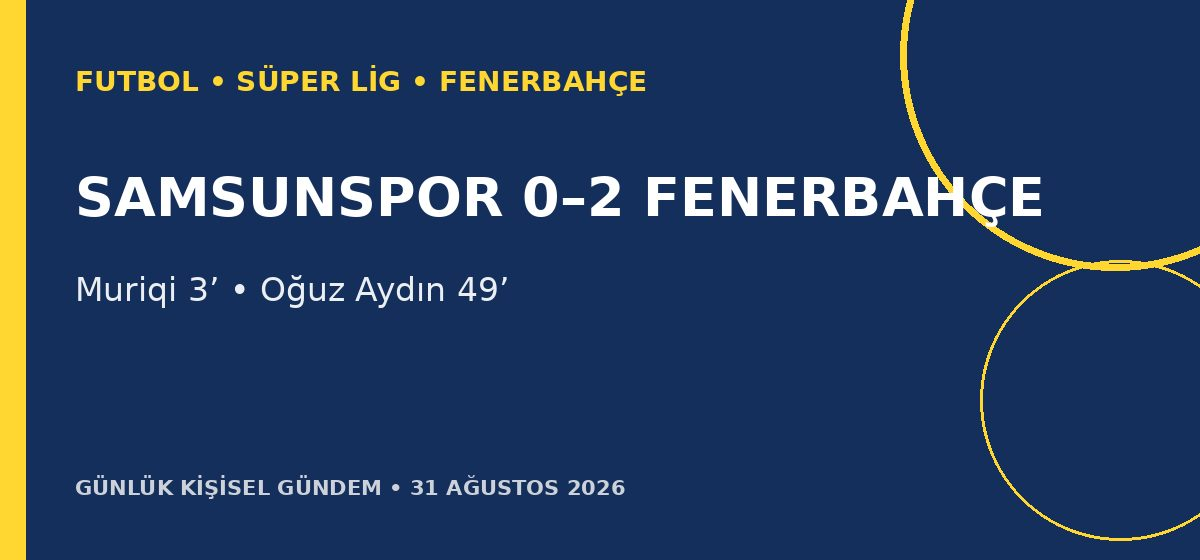 FUTBOL • SÜPER LİG • FENERBAHÇE
SAMSUNSPOR 0–2 FENERBAHÇE
Muriqi 3’ • Oğuz Aydın 49’
GÜNLÜK KİŞİSEL GÜNDEM • 31 AĞUSTOS 2026